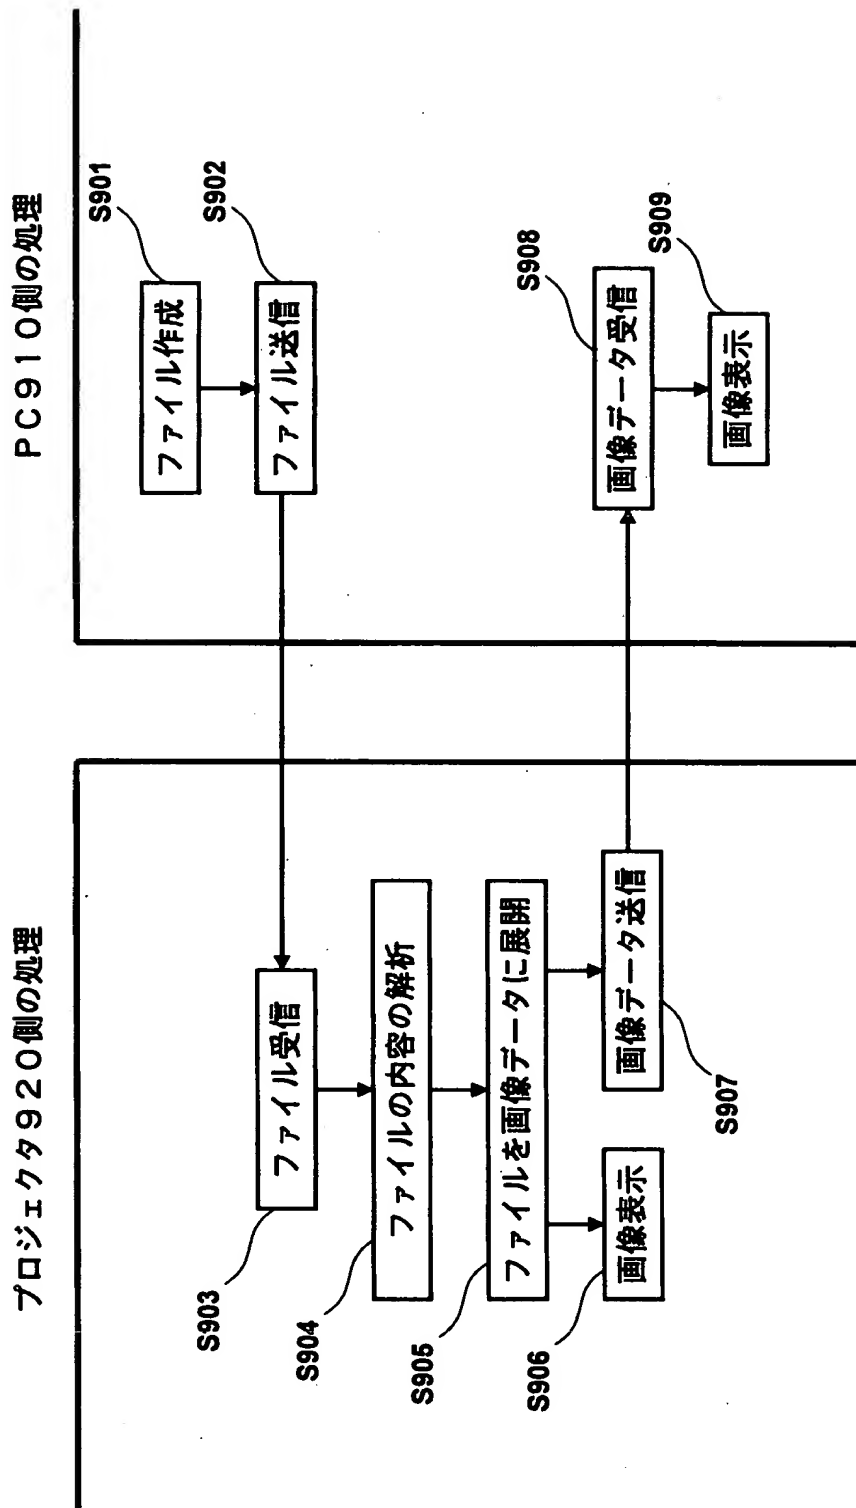 プロジェクタ９２０側の処理
PC９１０側の処理
S901
ファイル作成
S902
ファイル送信
ファイル受信
S903
ファイルの内容の解析
S904
ファイルを画像データに展開
S905
画像表示
S906
画像データ送信
S907
S908
画像データ受信
S909
画像表示